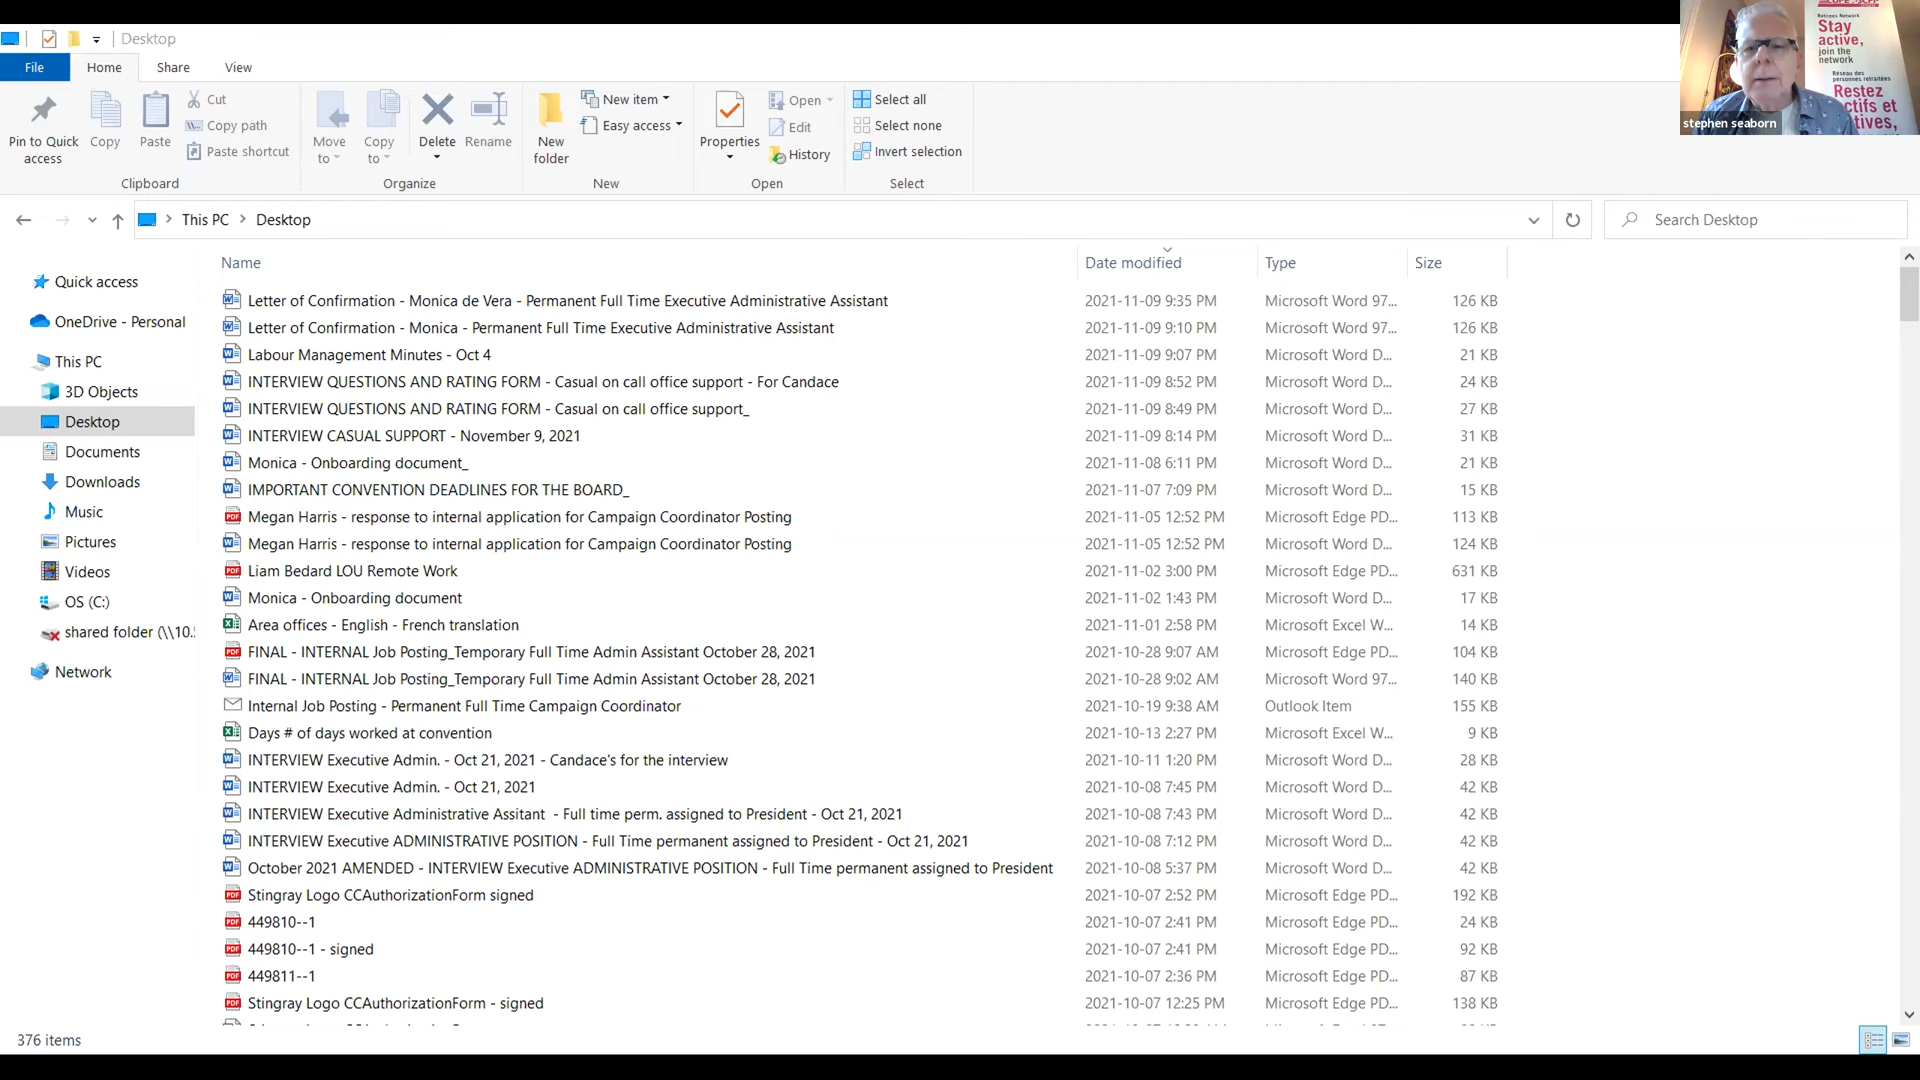 Desktop
File Home Share View
Pin to Quick access
Copy
Paste
Cut
Copy path
Paste shortcut
Clipboard
Move to
Copy to
Delete
Rename
Organize
New folder
New item
Easy access
New
Properties
Open
Edit
History
Open
Select all
Select none
Invert selection
Select
stephen seaborn
Retirees Network
Stay
active,
join the
network
Réseau des
personnes retraitées
Restez
actifs et
This PC Desktop
Search Desktop
Quick access
OneDrive - Personal
This PC
3D Objects
Desktop
Documents
Downloads
Music
Pictures
Videos
OS (C:)
shared folder (\\10.
Network
Name Date modified Type Size
Letter of Confirmation - Monica de Vera - Permanent Full Time Executive Administrative Assistant 2021-11-09 9:35 PM Microsoft Word 97... 126 KB
Letter of Confirmation - Monica - Permanent Full Time Executive Administrative Assistant 2021-11-09 9:10 PM Microsoft Word 97... 126 KB
Labour Management Minutes - Oct 4 2021-11-09 9:07 PM Microsoft Word D... 21 KB
INTERVIEW QUESTIONS AND RATING FORM - Casual on call office support - For Candace 2021-11-09 8:52 PM Microsoft Word D... 24 KB
INTERVIEW QUESTIONS AND RATING FORM - Casual on call office support_ 2021-11-09 8:49 PM Microsoft Word D... 27 KB
INTERVIEW CASUAL SUPPORT - November 9, 2021 2021-11-09 8:14 PM Microsoft Word D... 31 KB
Monica - Onboarding document_ 2021-11-08 6:11 PM Microsoft Word D... 21 KB
IMPORTANT CONVENTION DEADLINES FOR THE BOARD_ 2021-11-07 7:09 PM Microsoft Word D... 15 KB
Megan Harris - response to internal application for Campaign Coordinator Posting 2021-11-05 12:52 PM Microsoft Edge PD... 113 KB
Megan Harris - response to internal application for Campaign Coordinator Posting 2021-11-05 12:52 PM Microsoft Word D... 124 KB
Liam Bedard LOU Remote Work 2021-11-02 3:00 PM Microsoft Edge PD... 631 KB
Monica - Onboarding document 2021-11-02 1:43 PM Microsoft Word D... 17 KB
Area offices - English - French translation 2021-11-01 2:58 PM Microsoft Excel W... 14 KB
FINAL - INTERNAL Job Posting_Temporary Full Time Admin Assistant October 28, 2021 2021-10-28 9:07 AM Microsoft Edge PD... 104 KB
FINAL - INTERNAL Job Posting_Temporary Full Time Admin Assistant October 28, 2021 2021-10-28 9:02 AM Microsoft Word 97... 140 KB
Internal Job Posting - Permanent Full Time Campaign Coordinator 2021-10-19 9:38 AM Outlook Item 155 KB
Days # of days worked at convention 2021-10-13 2:27 PM Microsoft Excel W... 9 KB
INTERVIEW Executive Admin. - Oct 21, 2021 - Candace's for the interview 2021-10-11 1:20 PM Microsoft Word D... 28 KB
INTERVIEW Executive Admin. - Oct 21, 2021 2021-10-08 7:45 PM Microsoft Word D... 42 KB
INTERVIEW Executive Administrative Assitant - Full time perm. assigned to President - Oct 21, 2021 2021-10-08 7:43 PM Microsoft Word D... 42 KB
INTERVIEW Executive ADMINISTRATIVE POSITION - Full Time permanent assigned to President - Oct 21, 2021 2021-10-08 7:12 PM Microsoft Word D... 42 KB
October 2021 AMENDED - INTERVIEW Executive ADMINISTRATIVE POSITION - Full Time permanent assigned to President 2021-10-08 5:37 PM Microsoft Word D... 42 KB
Stingray Logo CCAuthorizationForm signed 2021-10-07 2:52 PM Microsoft Edge PD... 192 KB
449810--1 2021-10-07 2:41 PM Microsoft Edge PD... 24 KB
449810--1 - signed 2021-10-07 2:41 PM Microsoft Edge PD... 92 KB
449811--1 2021-10-07 2:36 PM Microsoft Edge PD... 87 KB
Stingray Logo CCAuthorizationForm - signed 2021-10-07 12:25 PM Microsoft Edge PD... 138 KB
376 items